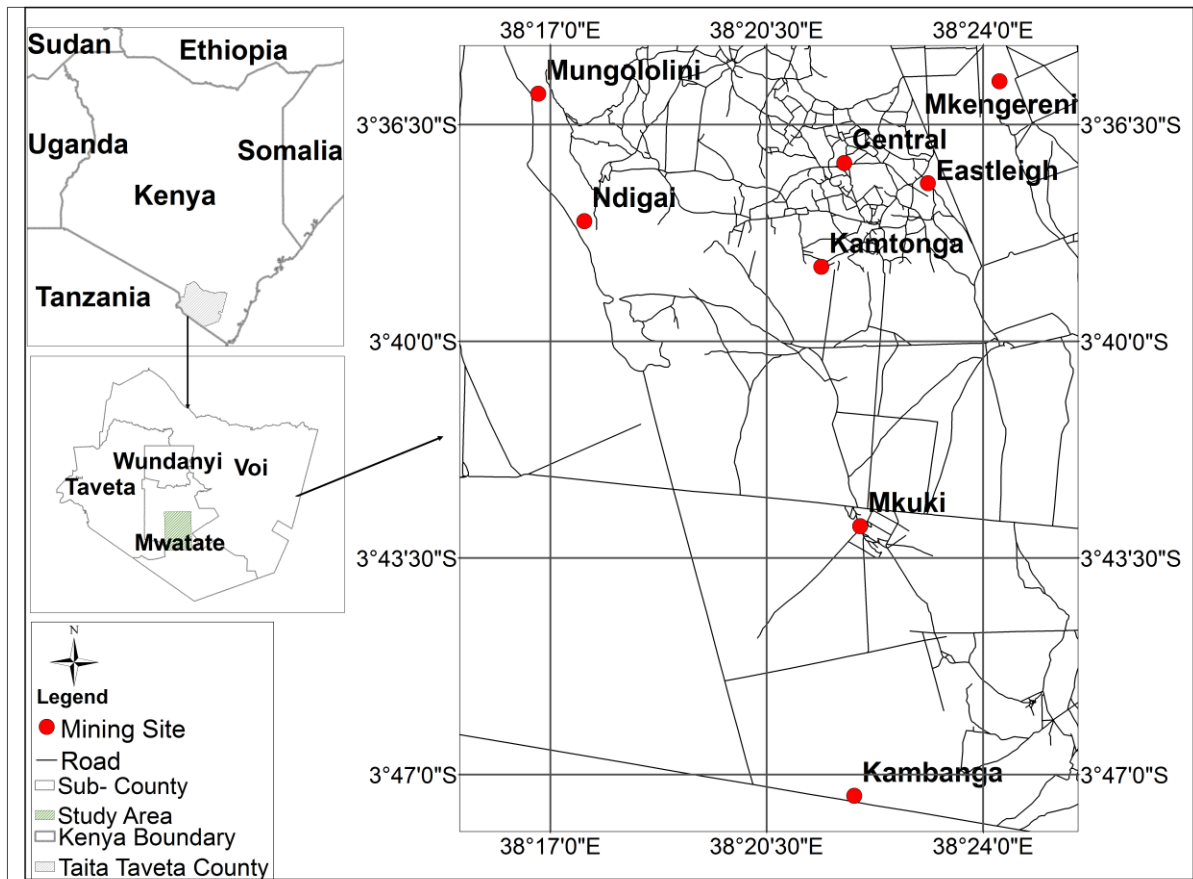 Sudan
Ethiopia
Uganda
Somalia
Kenya
Tanzania
Wundanyi
Voi
Taveta
Mwatate
N
Legend
Mining Site
Road
Sub- County
Study Area
Kenya Boundary
Taita Taveta County
38°17'0"E
38°20'30"E
38°24'0"E
Mungololini
Mkengereni
3°36'30"S
3°36'30"S
Central
Eastleigh
Ndigai
Kamtonga
3°40'0"S
3°40'0"S
Mkuki
3°43'30"S
3°43'30"S
Kambanga
3°47'0"S
3°47'0"S
38°17'0"E
38°20'30"E
38°24'0"E